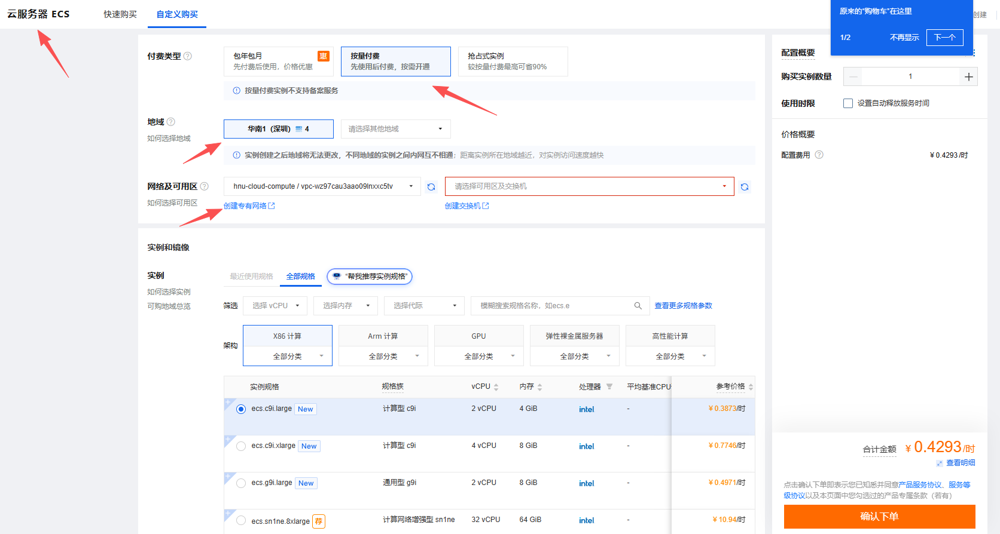 云服务器 ECS
快速购买
自定义购买
原来的“购物车”在这里
1/2
不再显示
下一个
创建
付费类型
包年包月
惠
先付费后使用，价格优惠
按量付费
先使用后付费，按需开通
抢占式实例
较按量付费最高可省90%
按量付费实例不支持备案服务
地域
如何选择地域
华南1（深圳） 4
请选择其他地域
实例创建之后地域将无法更改，不同地域的实例之间内网互不相通；距离实例所在地域越近，对实例访问速度越快
网络及可用区
如何选择可用区
hnu-cloud-compute / vpc-wz97cau3aao09lnxxc5tv
请选择可用区及交换机
创建专有网络
创建交换机
实例和镜像
实例
如何选择实例
可购地域总览
最近使用规格
全部规格
“帮我推荐实例规格”
筛选
选择 vCPU
选择内存
选择代际
模糊搜索规格名称，如ecs.e
查看更多规格参数
架构
X86 计算
Arm 计算
GPU
弹性裸金属服务器
高性能计算
全部分类
全部分类
全部分类
全部分类
全部分类
实例规格 规格族 vCPU 内存 处理器 平均基准CPU 参考价格
ecs.c9i.large New 计算型 c9i 2 vCPU 4 GiB intel - ¥ 0.3873/时
ecs.c9i.xlarge New 计算型 c9i 4 vCPU 8 GiB intel - ¥ 0.7746/时
ecs.g9i.large New 通用型 g9i 2 vCPU 8 GiB intel - ¥ 0.4971/时
ecs.sn1ne.8xlarge 荐 计算网络增强型 sn1ne 32 vCPU 64 GiB intel - ¥ 10.94/时
配置概要
购买实例数量
1
使用时限
设置自动释放服务时间
价格概要
配置费用
¥ 0.4293 /时
合计金额 ¥ 0.4293 /时
查看明细
点击确认下单即表示您已知悉并同意产品服务协议、服务等
级协议以及本页面中您勾选过的产品专属条款（若有）
确认下单